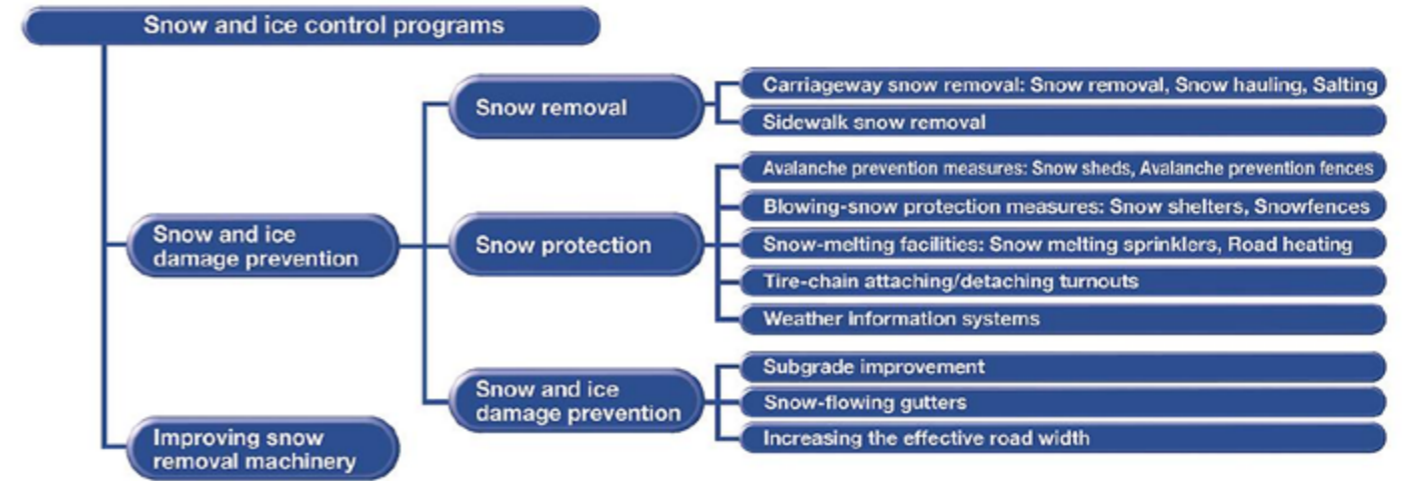 Snow and ice control programs
Snow removal
Carriageway snow removal: Snow removal, Snow hauling, Salting
Sidewalk snow removal
Snow and ice
damage prevention
Snow protection
Avalanche prevention measures: Snow sheds, Avalanche prevention fences
Blowing-snow protection measures: Snow shelters, Snowfences
Snow-melting facilities: Snow melting sprinklers, Road heating
Tire-chain attaching/detaching turnouts
Weather information systems
Snow and ice
damage prevention
Subgrade improvement
Snow-flowing gutters
Increasing the effective road width
Improving snow
removal machinery